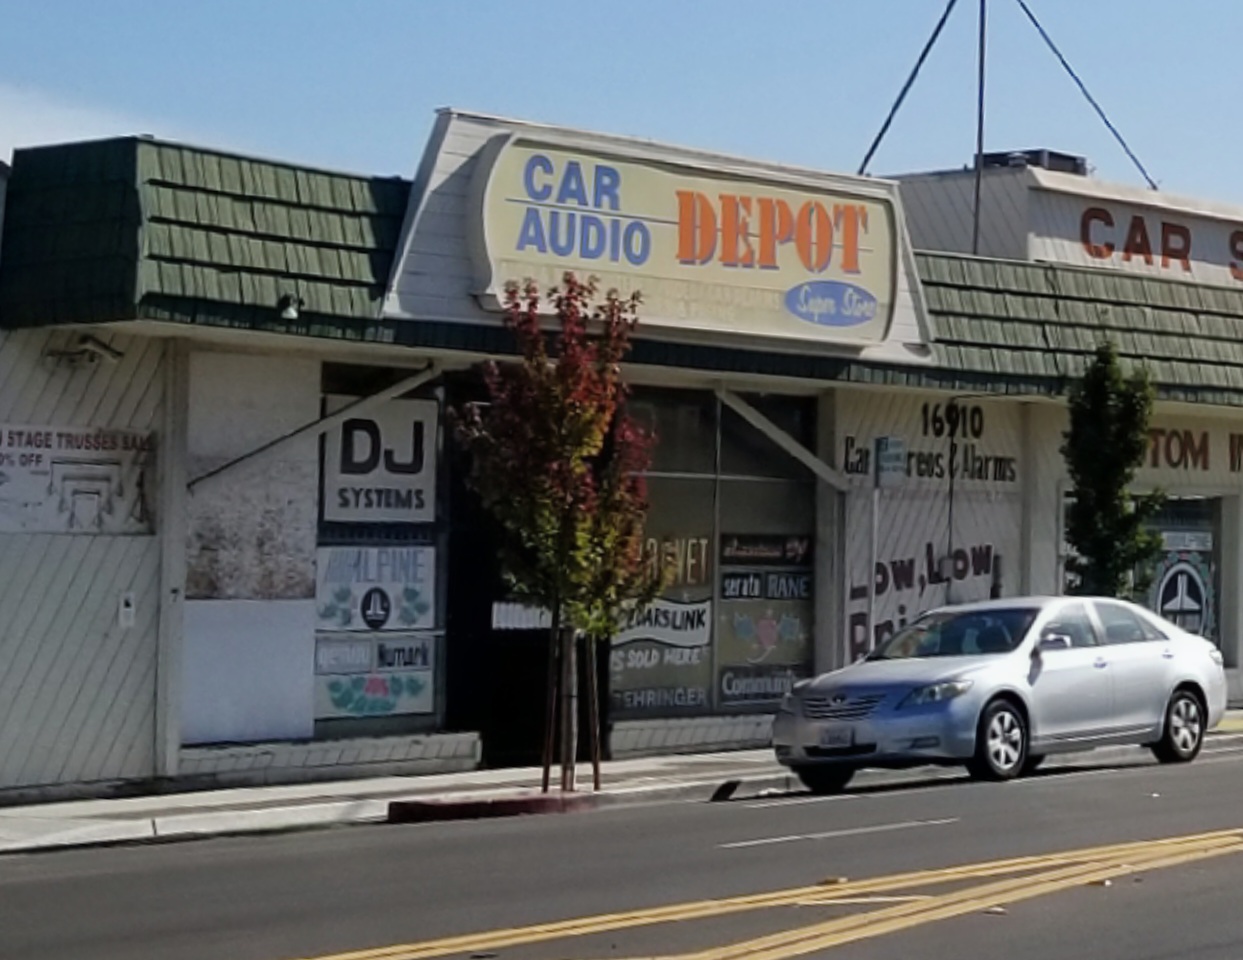 CAR
AUDIO
DEPOT
Super Store
CAR
STAGE TRUSSES
% OFF
DJ
SYSTEMS
ALPINE
Numark
serato RANE
SOLD HERE
EHRINGER
16910
Car & Alarms
Low, Low
TOM